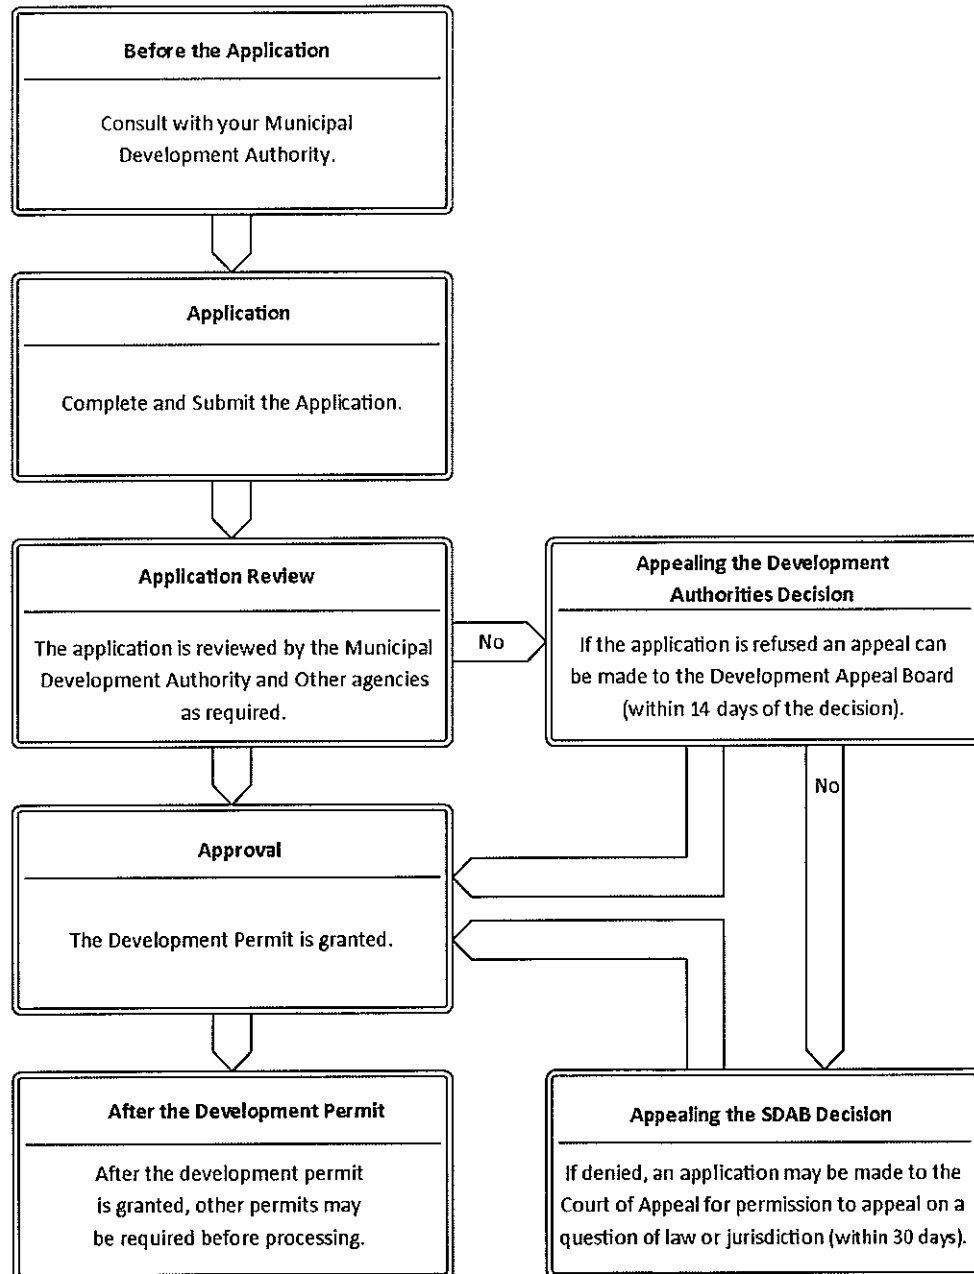 Before the Application
Consult with your Municipal
Development Authority.
Application
Complete and Submit the Application.
Application Review
The application is reviewed by the Municipal
Development Authority and Other agencies
as required.
No
Appealing the Development
Authorities Decision
If the application is refused an appeal can
be made to the Development Appeal Board
(within 14 days of the decision).
No
Approval
The Development Permit is granted.
After the Development Permit
After the development permit
is granted, other permits may
be required before processing.
Appealing the SDAB Decision
If denied, an application may be made to the
Court of Appeal for permission to appeal on a
question of law or jurisdiction (within 30 days).